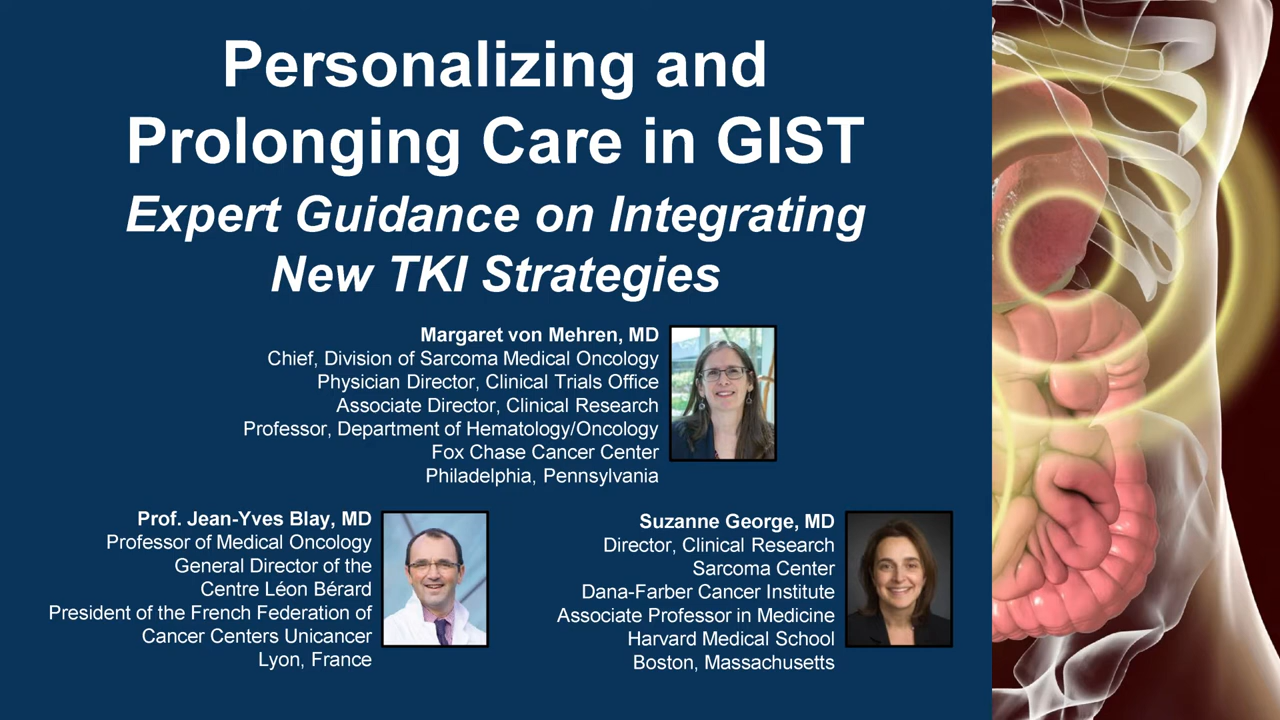 Personalizing and
Prolonging Care in GIST
Expert Guidance on Integrating
New TKI Strategies
Margaret von Mehren, MD
Chief, Division of Sarcoma Medical Oncology
Physician Director, Clinical Trials Office
Associate Director, Clinical Research
Professor, Department of Hematology/Oncology
Fox Chase Cancer Center
Philadelphia, Pennsylvania
Prof. Jean-Yves Blay, MD
Professor of Medical Oncology
General Director of the
Centre Léon Bérard
President of the French Federation of
Cancer Centers Unicancer
Lyon, France
Suzanne George, MD
Director, Clinical Research
Sarcoma Center
Dana-Farber Cancer Institute
Associate Professor in Medicine
Harvard Medical School
Boston, Massachusetts